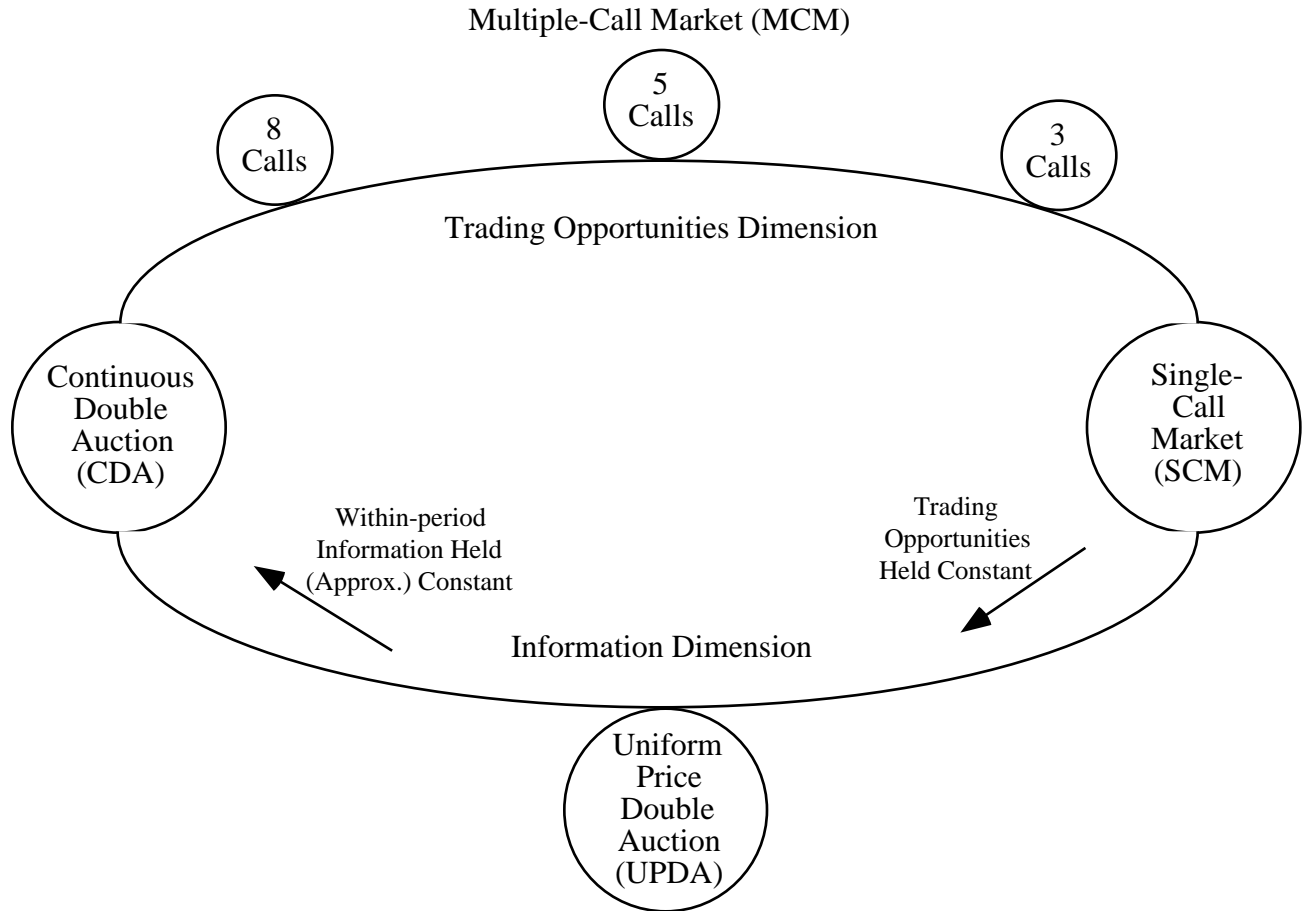 Multiple-Call Market (MCM)
5
Calls
8
Calls
3
Calls
Trading Opportunities Dimension
Continuous
Double
Auction
(CDA)
Single-
Call
Market
(SCM)
Within-period
Information Held
(Approx.) Constant
Trading
Opportunities
Held Constant
Information Dimension
Uniform
Price
Double
Auction
(UPDA)